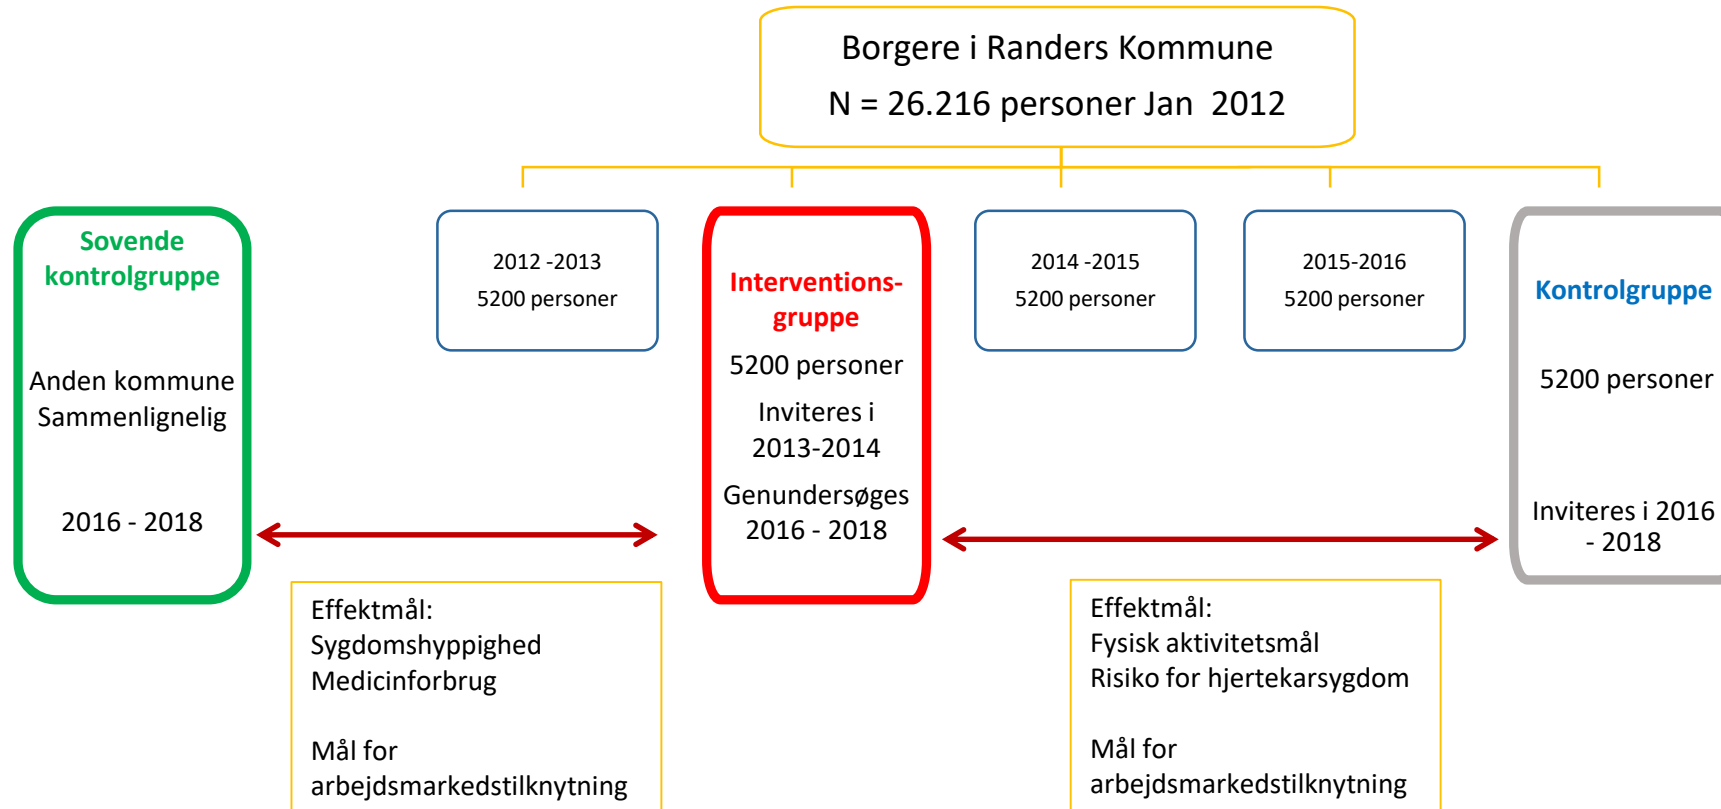 Borgere i Randers Kommune
N = 26.216 personer Jan  2012
Sovende
kontrolgruppe
Anden kommune
Sammenlignelig
2016 - 2018
2012 -2013
5200 personer
Interventions-
gruppe
5200 personer
Inviteres i
2013-2014
Genundersøges
2016 - 2018
2014 -2015
5200 personer
2015-2016
5200 personer
Kontrolgruppe
5200 personer
Inviteres i 2016
- 2018
Effektmål:
Sygdomshyppighed
Medicinforbrug
Mål for
arbejdsmarkedstilknytning
Effektmål:
Fysisk aktivitetsmål
Risiko for hjertekarsygdom
Mål for
arbejdsmarkedstilknytning